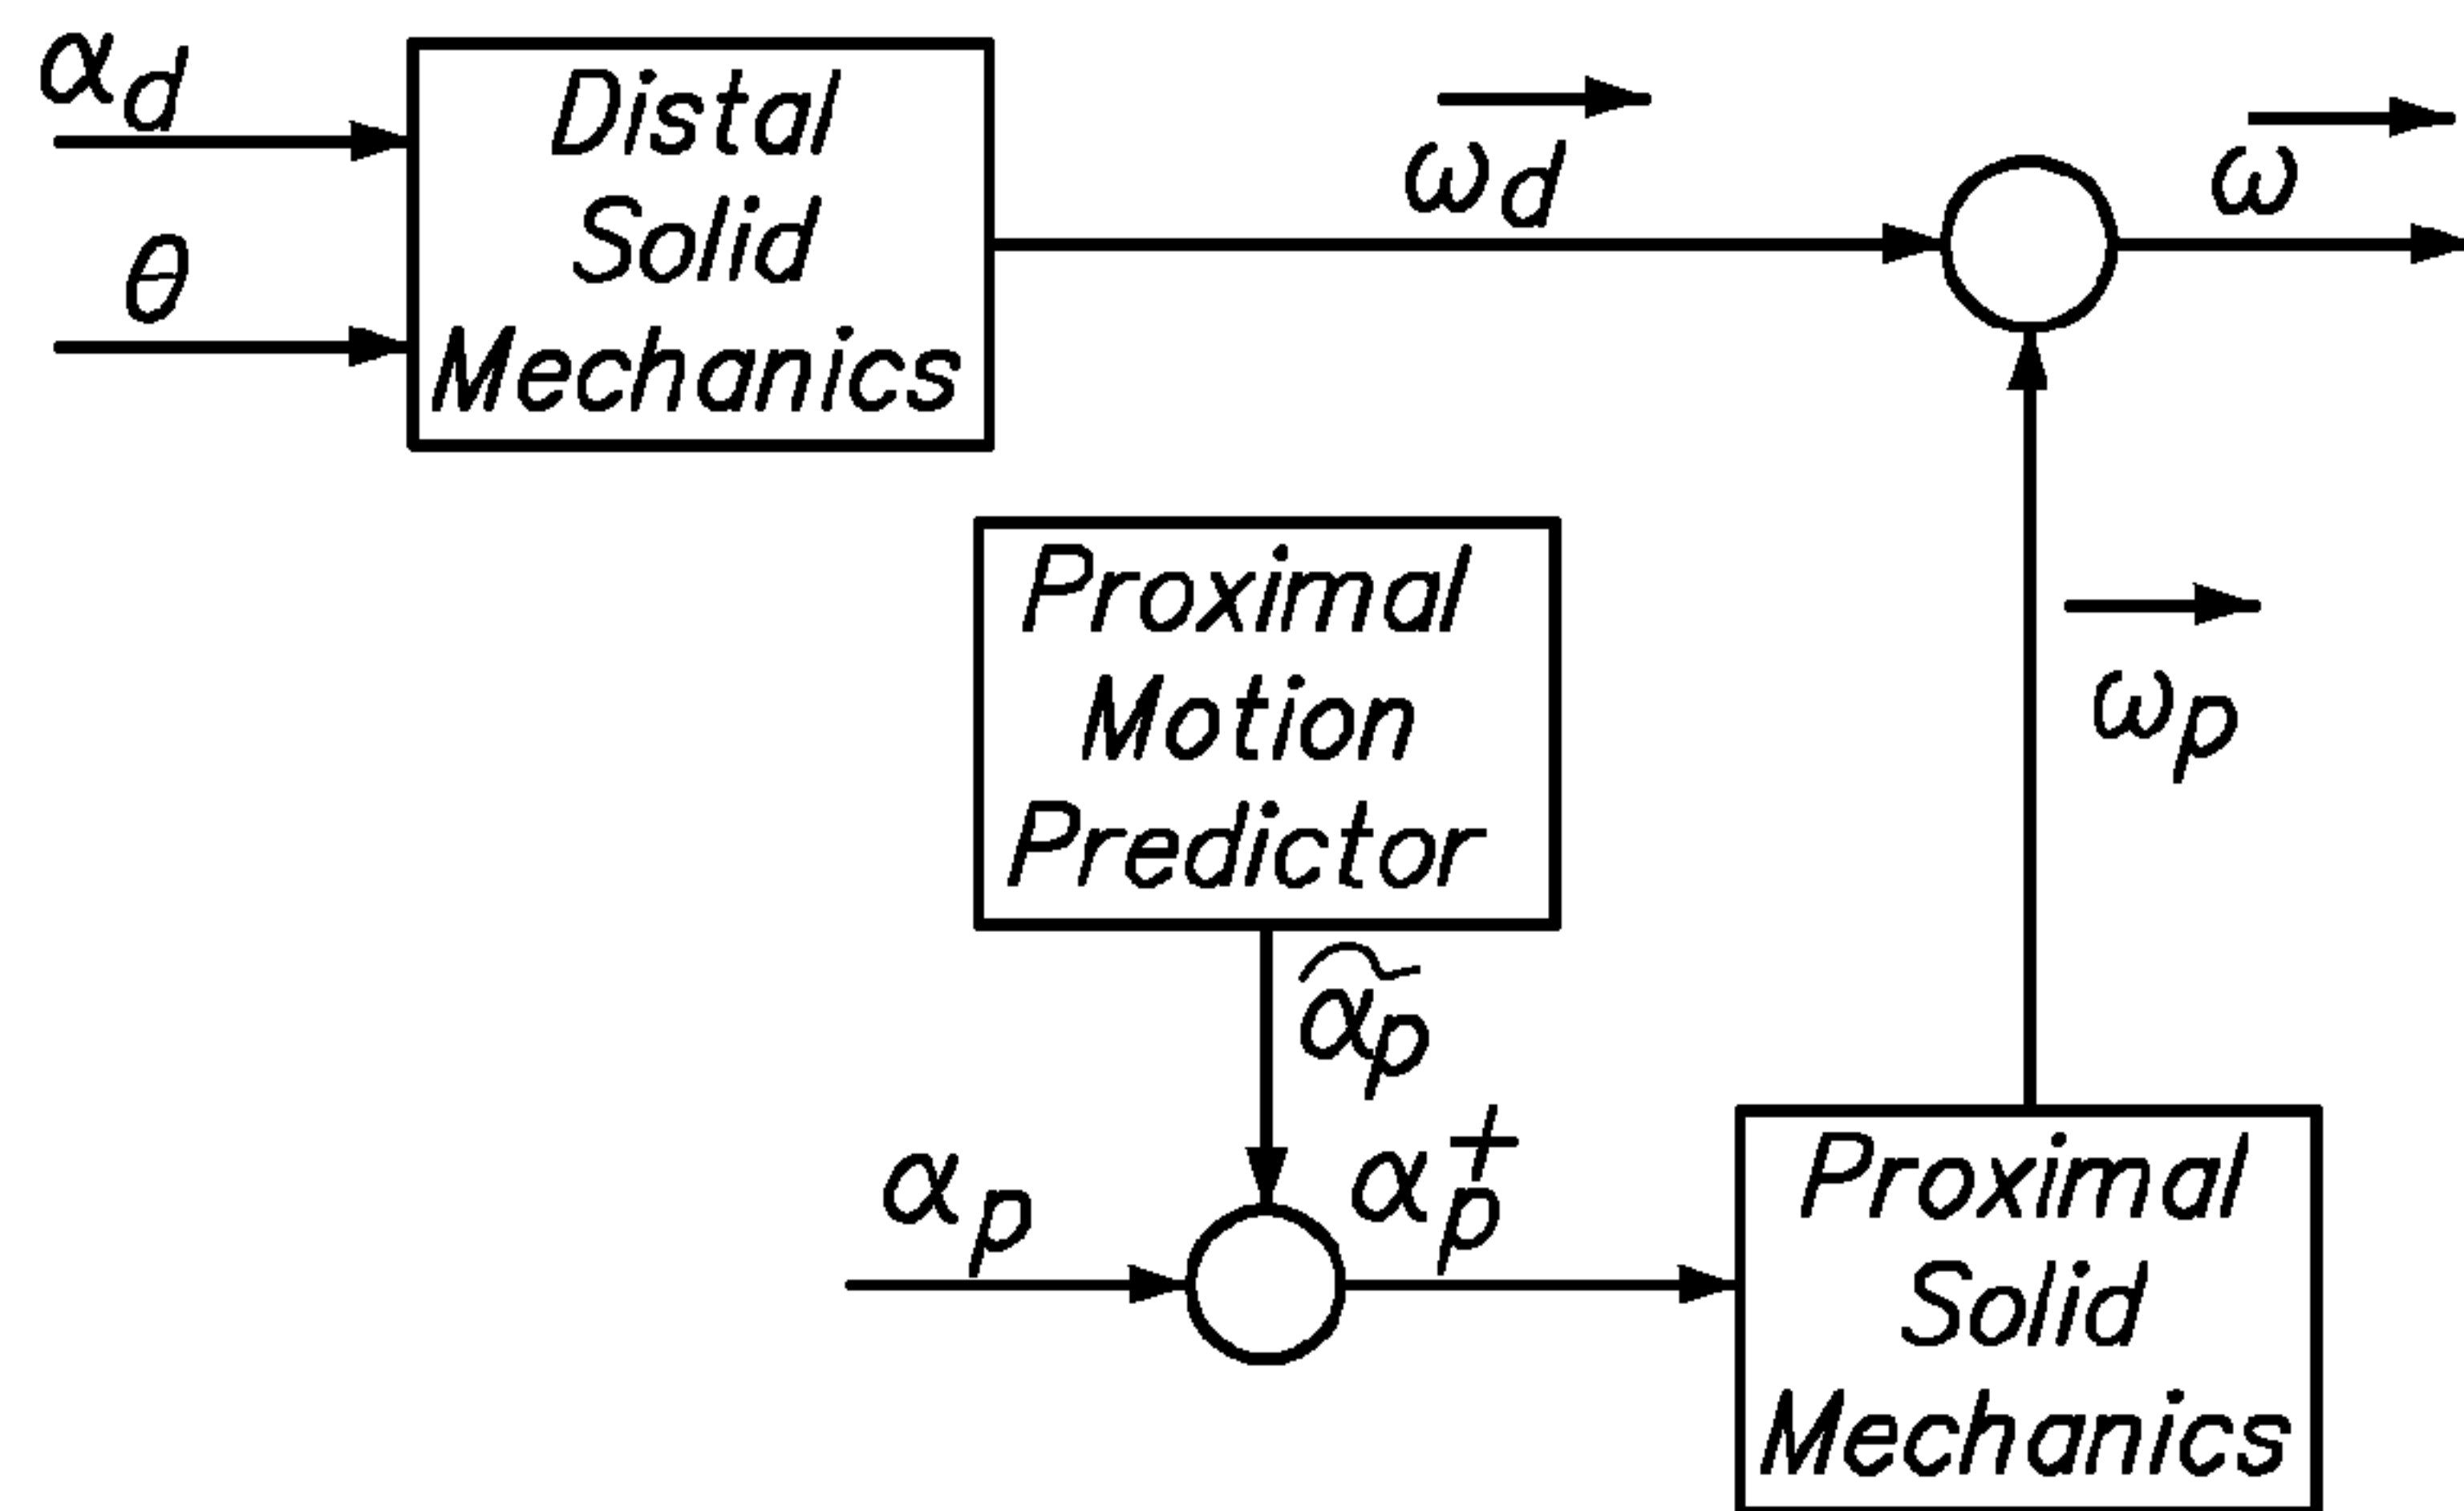 α_d
Distal
Solid
Mechanics
θ
ω_d
ω
Proximal
Motion
Predictor
ω_p
α̃_p
α_p
α_p^+
Proximal
Solid
Mechanics